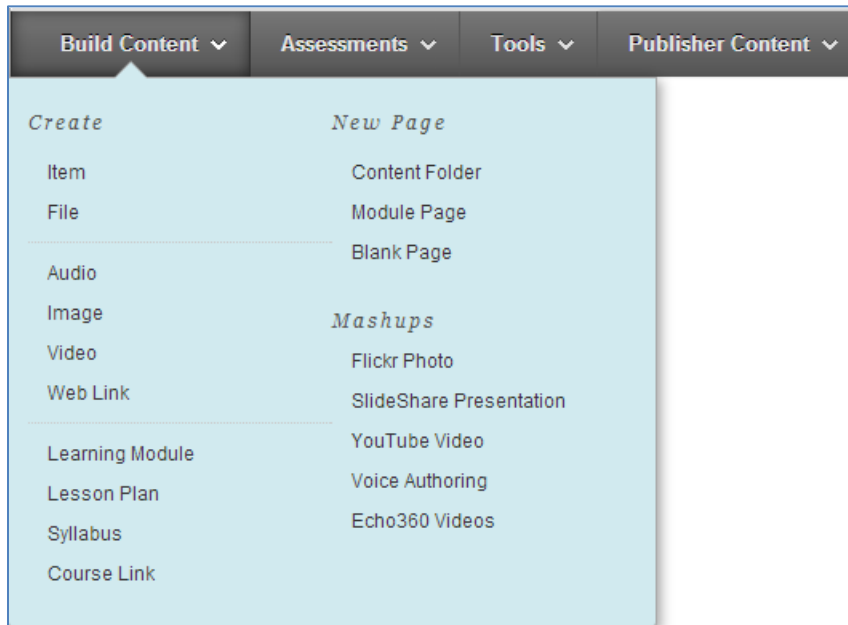 Build Content Assessments Tools Publisher Content
Create
Item
File
Audio
Image
Video
Web Link
Learning Module
Lesson Plan
Syllabus
Course Link
New Page
Content Folder
Module Page
Blank Page
Mashups
Flickr Photo
SlideShare Presentation
YouTube Video
Voice Authoring
Echo360 Videos